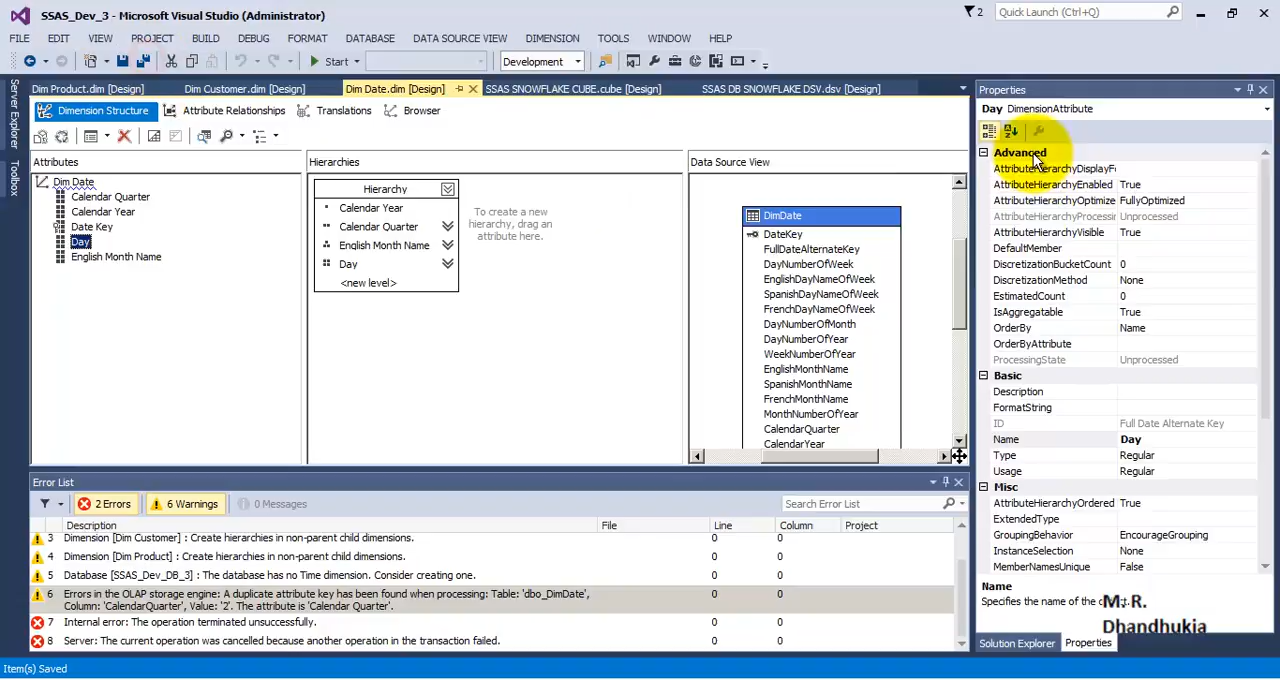 SSAS_Dev_3 - Microsoft Visual Studio (Administrator)
2
Quick Launch (Ctrl+Q)
FILE EDIT VIEW PROJECT BUILD DEBUG FORMAT DATABASE DATA SOURCE VIEW DIMENSION TOOLS WINDOW HELP
Start
Development
Server Explorer
Toolbox
Dim Product.dim [Design]
Dim Customer.dim [Design]
Dim Date.dim [Design]
SSAS SNOWFLAKE CUBE.cube [Design]
SSAS DB SNOWFLAKE DSV.dsv [Design]
Dimension Structure
Attribute Relationships
Translations
Browser
Attributes
Dim Date
Calendar Quarter
Calendar Year
Date Key
Day
English Month Name
Hierarchies
Hierarchy
Calendar Year
Calendar Quarter
English Month Name
Day
<new level>
To create a new
hierarchy, drag an
attribute here.
Data Source View
DimDate
DateKey
FullDateAlternateKey
DayNumberOfWeek
EnglishDayNameOfWeek
SpanishDayNameOfWeek
FrenchDayNameOfWeek
DayNumberOfMonth
DayNumberOfYear
WeekNumberOfYear
EnglishMonthName
SpanishMonthName
FrenchMonthName
MonthNumberOfYear
CalendarQuarter
CalendarYear
Error List
2 Errors
6 Warnings
0 Messages
Search Error List
Description File Line Column Project
3 Dimension [Dim Customer] : Create hierarchies in non-parent child dimensions. 0 0
4 Dimension [Dim Product] : Create hierarchies in non-parent child dimensions. 0 0
5 Database [SSAS_Dev_DB_3] : The database has no Time dimension. Consider creating one. 0 0
6 Errors in the OLAP storage engine: A duplicate attribute key has been found when processing: Table: 'dbo_DimDate', 0 0
Column: 'CalendarQuarter', Value: '2'. The attribute is 'Calendar Quarter'.
7 Internal error: The operation terminated unsuccessfully. 0 0
8 Server: The current operation was cancelled because another operation in the transaction failed. 0 0
Properties
Day DimensionAttribute
Advanced
AttributeHierarchyDisplayF
AttributeHierarchyEnabled True
AttributeHierarchyOptimize FullyOptimized
AttributeHierarchyProcessin Unprocessed
AttributeHierarchyVisible True
DefaultMember
DiscretizationBucketCount 0
DiscretizationMethod None
EstimatedCount 0
IsAggregatable True
OrderBy Name
OrderByAttribute
ProcessingState Unprocessed
Basic
Description
FormatString
ID Full Date Alternate Key
Name Day
Type Regular
Usage Regular
Misc
AttributeHierarchyOrdered True
ExtendedType
GroupingBehavior EncourageGrouping
InstanceSelection None
MemberNamesUnique False
Name
Specifies the name of the
M. R.
Dhandhukia
Solution Explorer
Properties
Item(s) Saved